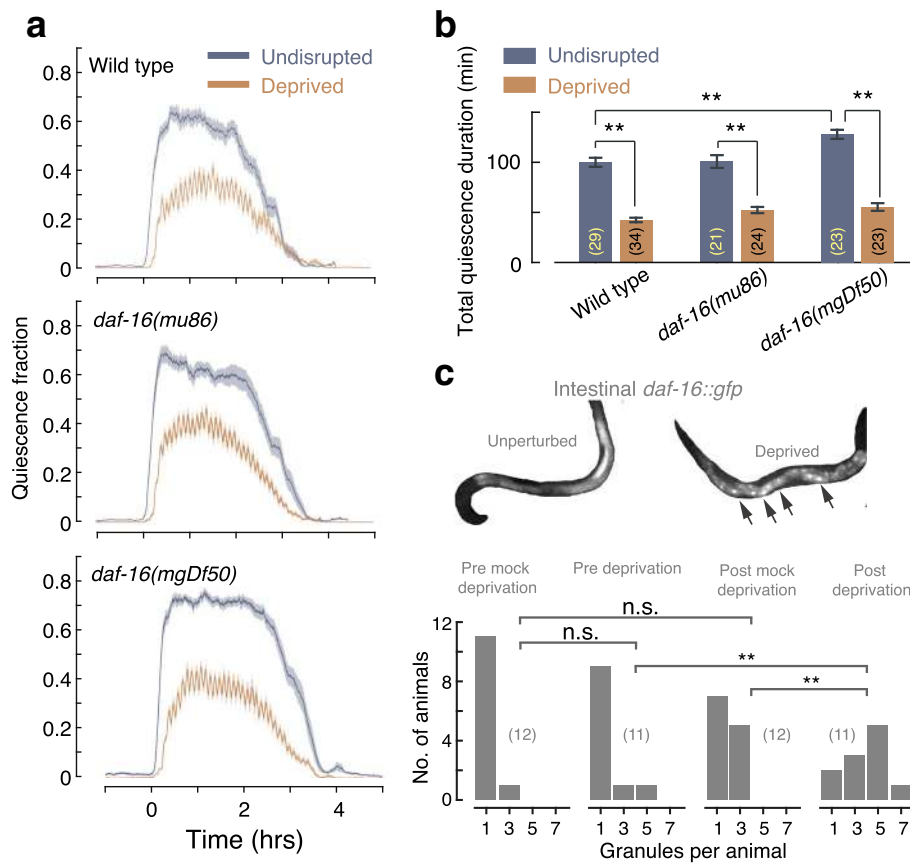 a
Wild type
Undisrupted
Deprived
0.8
0.6
0.4
0.2
0
daf-16(mu86)
0.8
0.6
0.4
0.2
0
daf-16(mgDf50)
0.8
0.6
0.4
0.2
0
Quiescence fraction
0 2 4
Time (hrs)
b
Undisrupted
Deprived
Total quiescence duration (min)
100
0
**
**
**
**
(29) (34) (21) (24) (23) (23)
Wild type
daf-16(mu86)
daf-16(mgDf50)
c
Intestinal daf-16::gfp
Unperturbed
Deprived
Pre mock deprivation
Pre deprivation
Post mock deprivation
Post deprivation
n.s.
n.s.
**
**
No. of animals
12
8
4
0
(12) (11) (12) (11)
1 3 5 7 1 3 5 7 1 3 5 7 1 3 5 7
Granules per animal